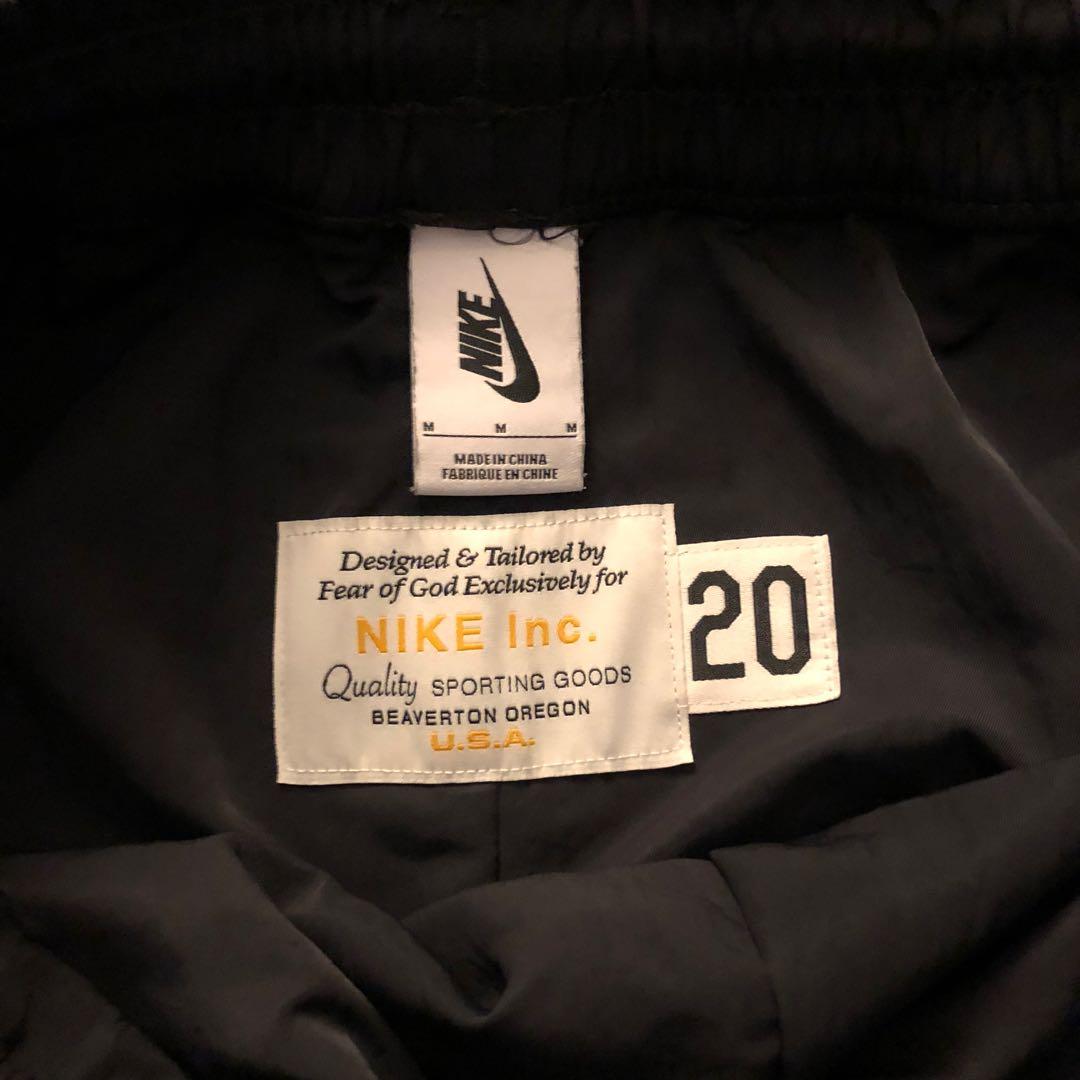 NIKE
M M M
MADE IN CHINA
FABRIQUE EN CHINE
Designed & Tailored by
Fear of God Exclusively for
NIKE Inc.
Quality SPORTING GOODS
BEAVERTON OREGON
U.S.A.
20